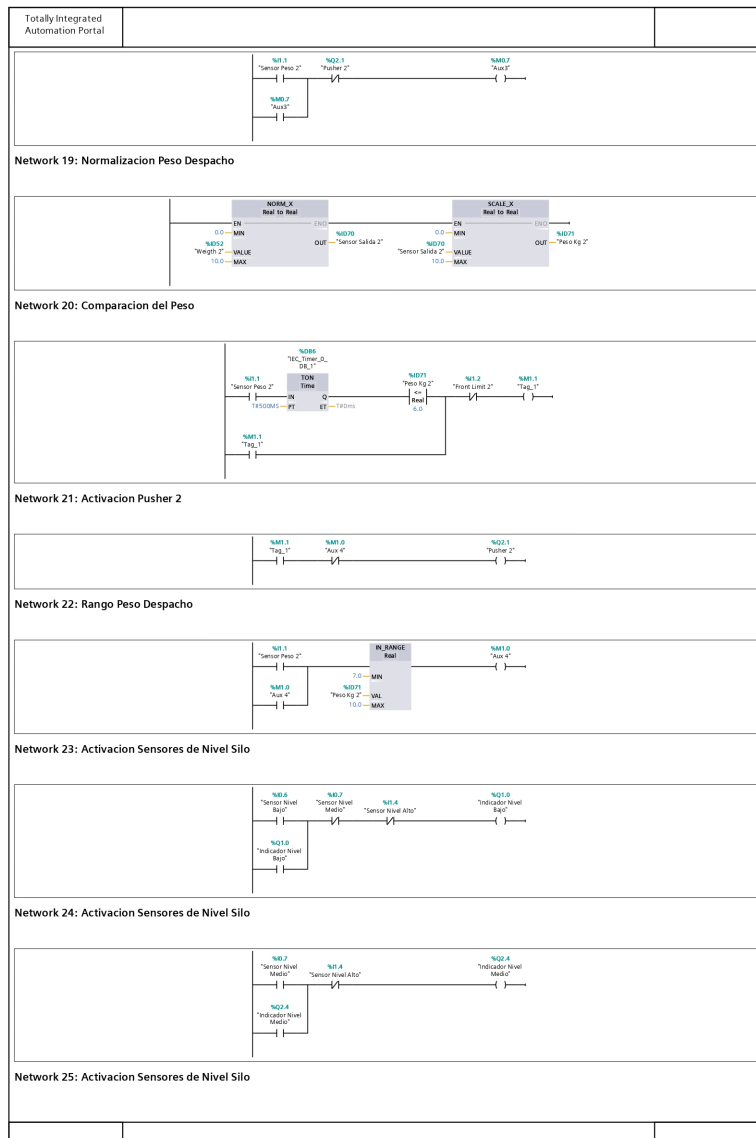 Totally Integrated
Automation Portal
%I1.1
"Sensor Peso 2"
%Q2.1
"Pusher 2"
%M0.7
"Aux3"
%M0.7
"Aux3"
Network 19: Normalizacion Peso Despacho
NORM_X
Real to Real
EN
ENO
0.0
MIN
%ID52
"Weigth 2"
VALUE
10.0
MAX
OUT
%ID70
"Sensor Salida 2"
SCALE_X
Real to Real
EN
ENO
0.0
MIN
%ID70
"Sensor Salida 2"
VALUE
10.0
MAX
OUT
%ID71
"Peso Kg 2"
Network 20: Comparacion del Peso
%DB6
"IEC_Timer_0_
DB_1"
%I1.1
"Sensor Peso 2"
TON
Time
IN
Q
T#500MS
PT
ET
T#0ms
%ID71
"Peso Kg 2"
<=
Real
6.0
%I1.2
"Front Limit 2"
%M1.1
"Tag_1"
%M1.1
"Tag_1"
Network 21: Activacion Pusher 2
%M1.1
"Tag_1"
%M1.0
"Aux 4"
%Q2.1
"Pusher 2"
Network 22: Rango Peso Despacho
%I1.1
"Sensor Peso 2"
IN_RANGE
Real
%M1.0
"Aux 4"
7.0
MIN
%M1.0
"Aux 4"
%ID71
"Peso Kg 2"
VAL
10.0
MAX
Network 23: Activacion Sensores de Nivel Silo
%I0.6
"Sensor Nivel
Bajo"
%I0.7
"Sensor Nivel
Medio"
%I1.4
"Sensor Nivel Alto"
%Q1.0
"Indicador Nivel
Bajo"
%Q1.0
"Indicador Nivel
Bajo"
Network 24: Activacion Sensores de Nivel Silo
%I0.7
"Sensor Nivel
Medio"
%I1.4
"Sensor Nivel Alto"
%Q2.4
"Indicador Nivel
Medio"
%Q2.4
"Indicador Nivel
Medio"
Network 25: Activacion Sensores de Nivel Silo